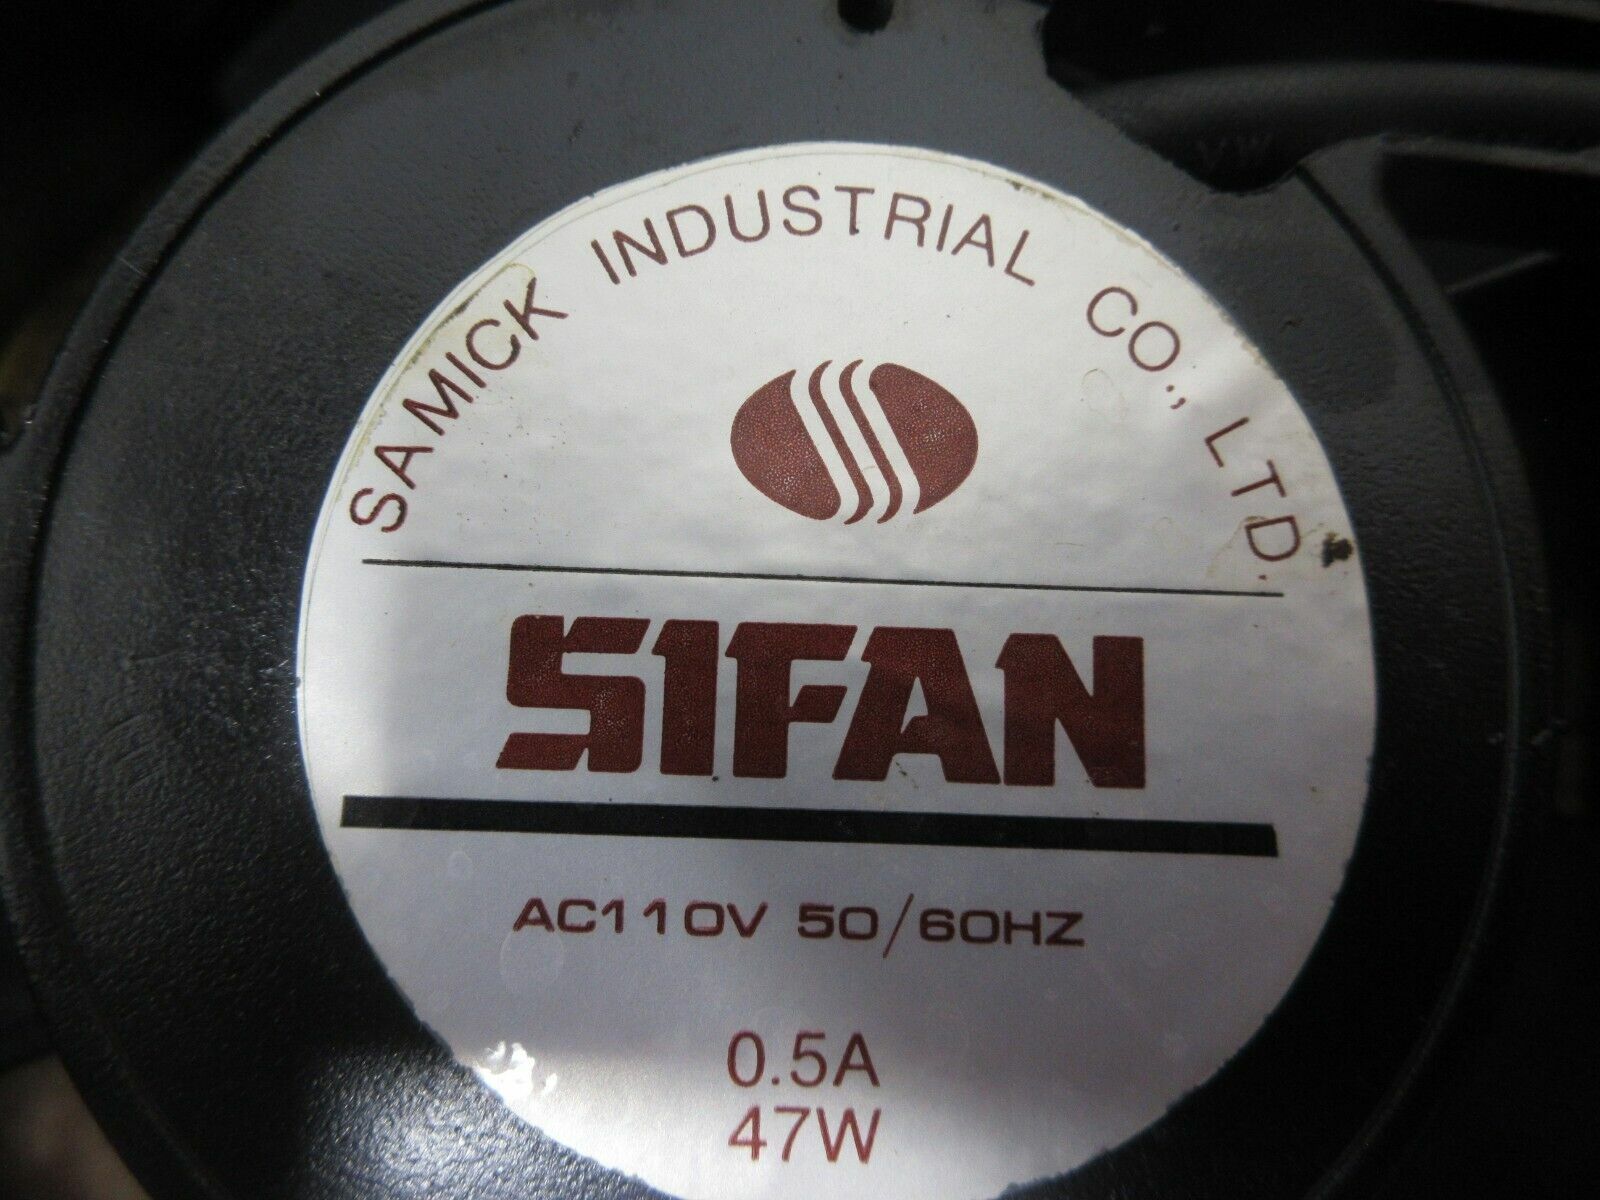 SAMICK INDUSTRIAL CO., LTD.
SIFAN
AC110V 50/60HZ
0.5A
47W